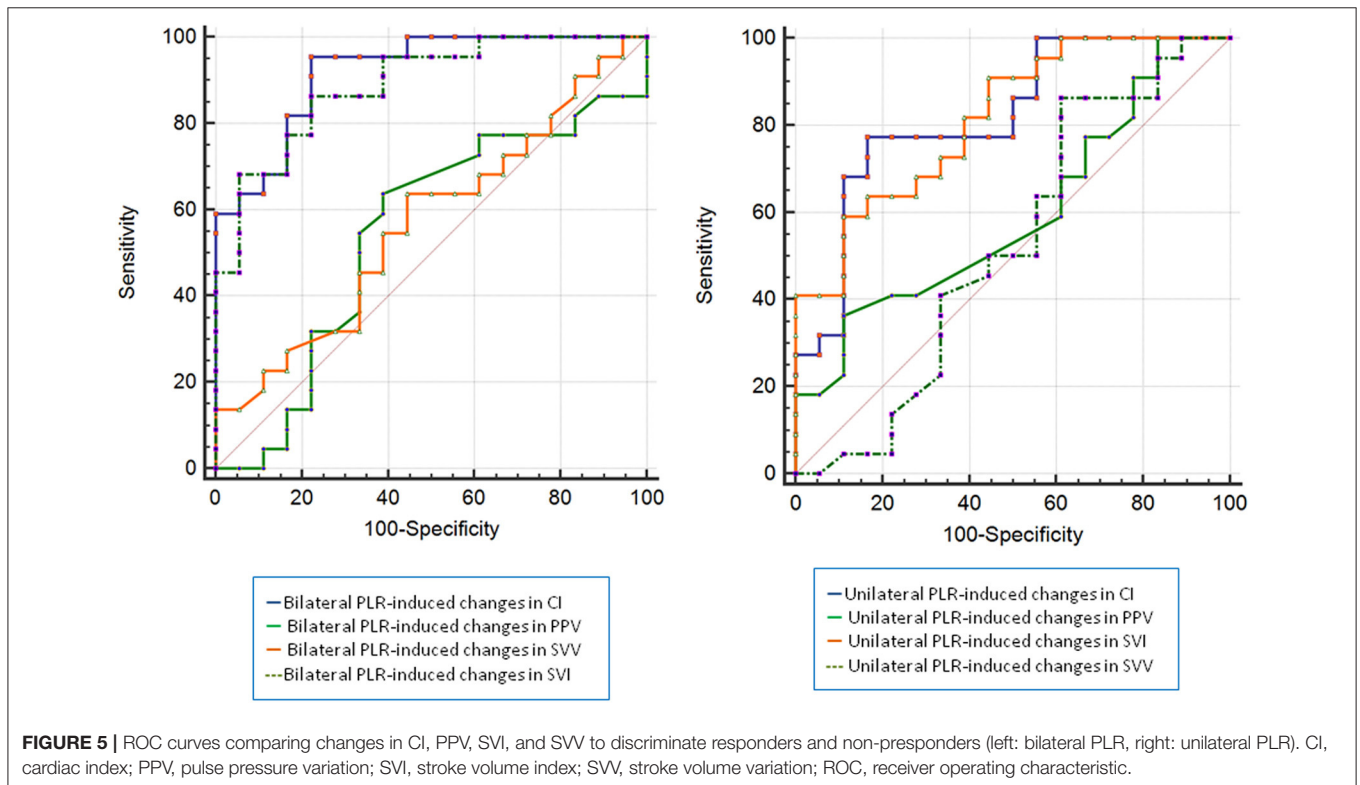 100
80
60
40
20
0
Sensitivity
0 20 40 60 80 100
100-Specificity
Bilateral PLR-induced changes in CI
Bilateral PLR-induced changes in PPV
Bilateral PLR-induced changes in SVV
Bilateral PLR-induced changes in SVI
100
80
60
40
20
0
Sensitivity
0 20 40 60 80 100
100-Specificity
Unilateral PLR-induced changes in CI
Unilateral PLR-induced changes in PPV
Unilateral PLR-induced changes in SVI
Unilateral PLR-induced changes in SVV
FIGURE 5 | ROC curves comparing changes in CI, PPV, SVI, and SVV to discriminate responders and non-presponders (left: bilateral PLR, right: unilateral PLR). CI,
cardiac index; PPV, pulse pressure variation; SVI, stroke volume index; SVV, stroke volume variation; ROC, receiver operating characteristic.